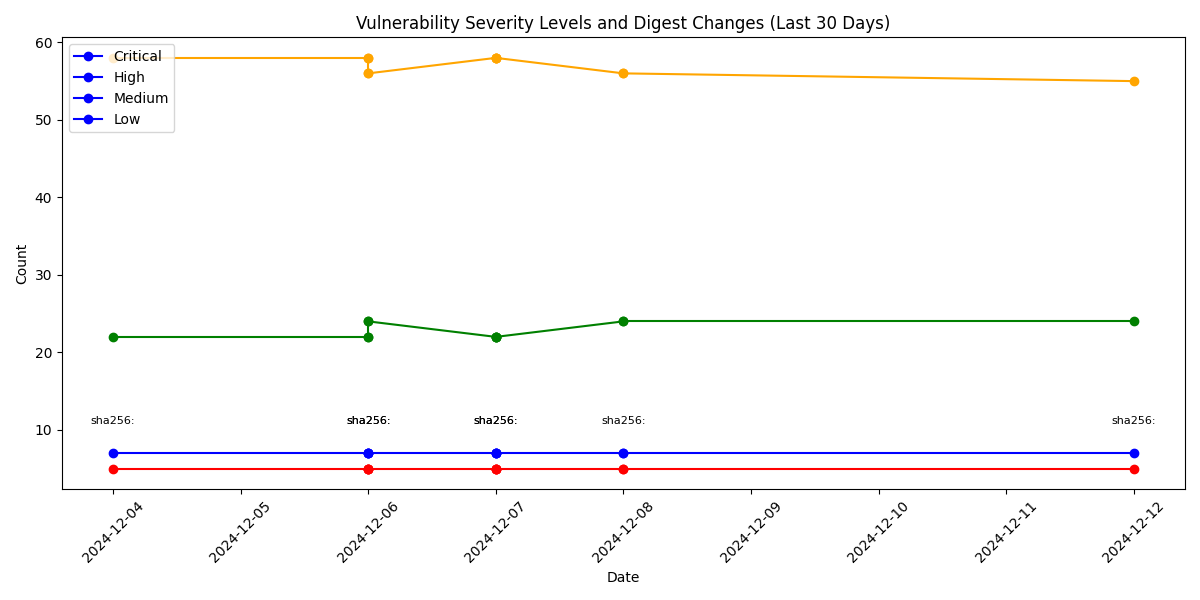 Vulnerability Severity Levels and Digest Changes (Last 30 Days)
60
50
40
30
20
10
Count
Critical
High
Medium
Low
sha256:
sha256:
sha256:
sha256:
sha256:
2024-12-04
2024-12-05
2024-12-06
2024-12-07
2024-12-08
2024-12-09
2024-12-10
2024-12-11
2024-12-12
Date